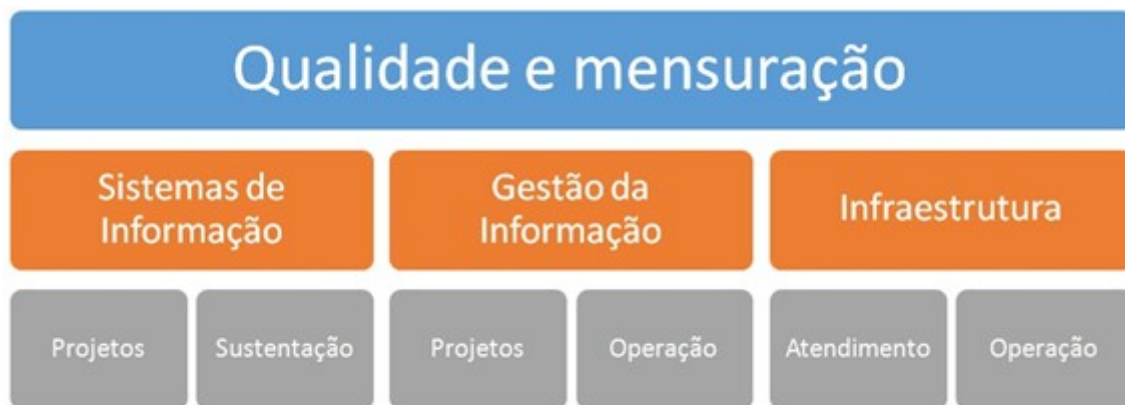 Qualidade e mensuração
Sistemas de
Informação
Gestão da
Informação
Infraestrutura
Projetos
Sustentação
Projetos
Operação
Atendimento
Operação